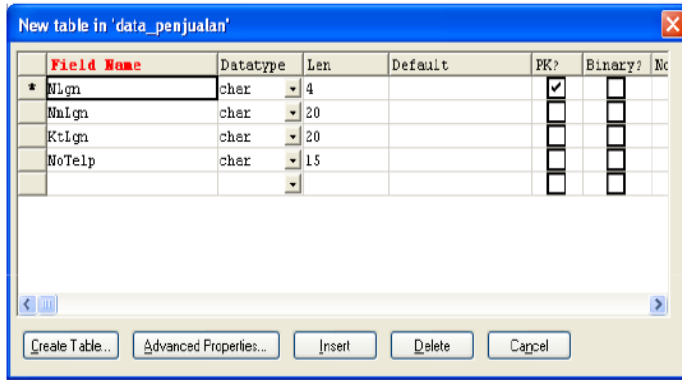 New table in 'data_penjualan'
Field Name Datatype Len Default PK? Binary? No
* NLgn char 4
NmLgn char 20
KtLgn char 20
NoTelp char 15
Create Table... Advanced Properties... Insert Delete Cancel